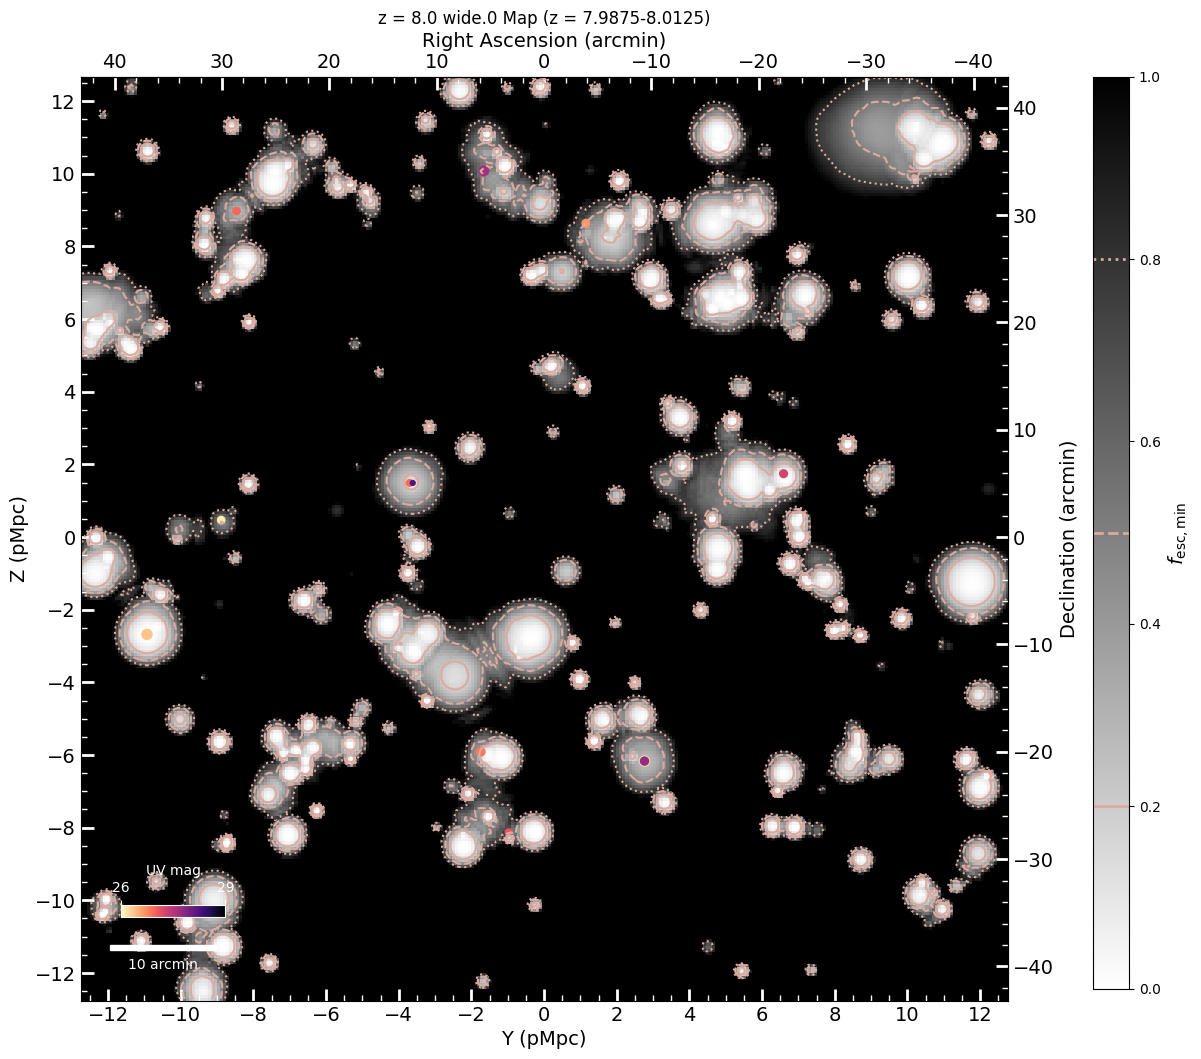 z = 8.0 wide.0 Map (z = 7.9875-8.0125)
Right Ascension (arcmin)
40 30 20 10 0 −10 −20 −30 −40
12
10
8
6
4
2
0
−2
−4
−6
−8
−10
−12
Z (pMpc)
40
30
20
10
0
−10
−20
−30
−40
Declination (arcmin)
1.0
0.8
0.6
0.4
0.2
0.0
fesc,min
UV mag
26 29
10 arcmin
−12 −10 −8 −6 −4 −2 0 2 4 6 8 10 12
Y (pMpc)